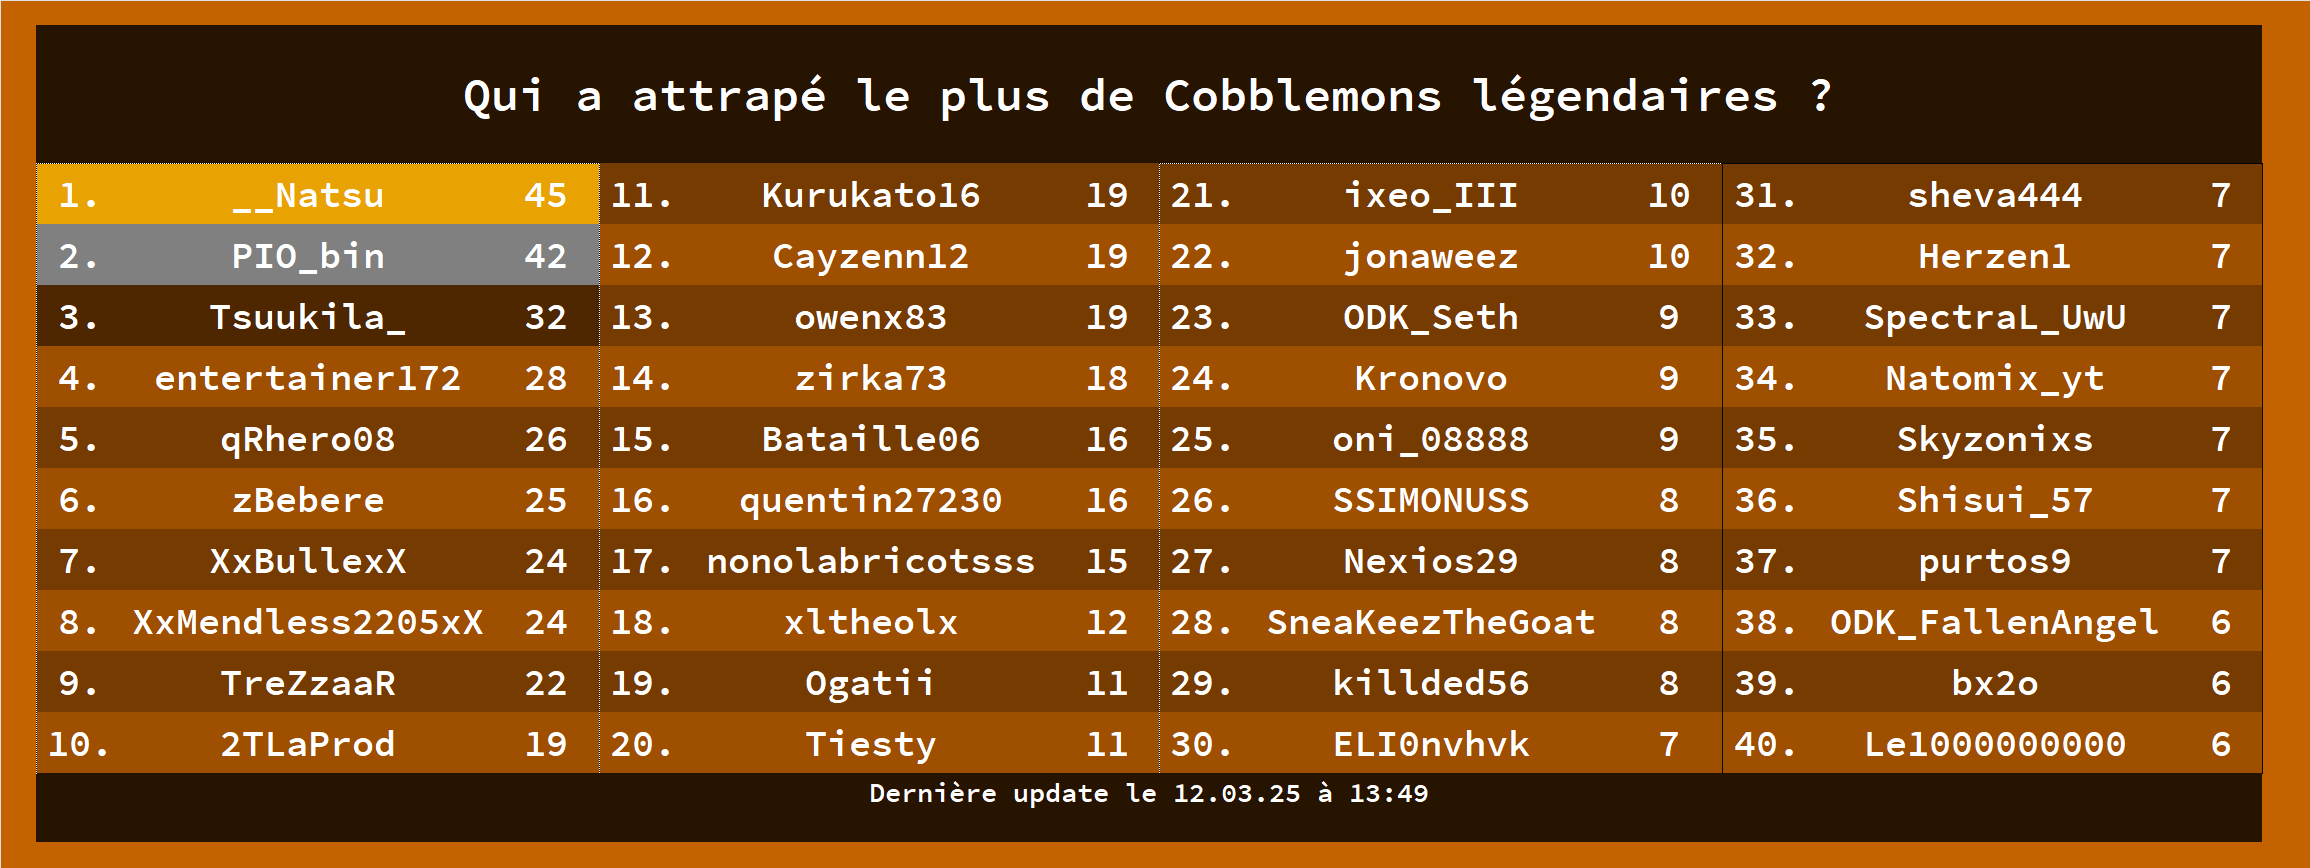 Qui a attrapé le plus de Cobblemons légendaires ?
1. __Natsu 45
2. PIO_bin 42
3. Tsuukila_ 32
4. entertainer172 28
5. qRhero08 26
6. zBebere 25
7. XxBullexX 24
8. XxMendless2205xX 24
9. TreZzaaR 22
10. 2TLaProd 19
11. Kurukato16 19
12. Cayzenn12 19
13. owenx83 19
14. zirka73 18
15. Bataille06 16
16. quentin27230 16
17. nonolabricotsss 15
18. xltheolx 12
19. Ogatii 11
20. Tiesty 11
21. ixeo_III 10
22. jonaweez 10
23. ODK_Seth 9
24. Kronovo 9
25. oni_08888 9
26. SSIMONUSS 8
27. Nexios29 8
28. SneaKeezTheGoat 8
29. killded56 8
30. ELI0nvhvk 7
31. sheva444 7
32. Herzen1 7
33. SpectraL_UwU 7
34. Natomix_yt 7
35. Skyzonixs 7
36. Shisui_57 7
37. purtos9 7
38. ODK_FallenAngel 6
39. bx2o 6
40. Le1000000000 6
Dernière update le 12.03.25 à 13:49